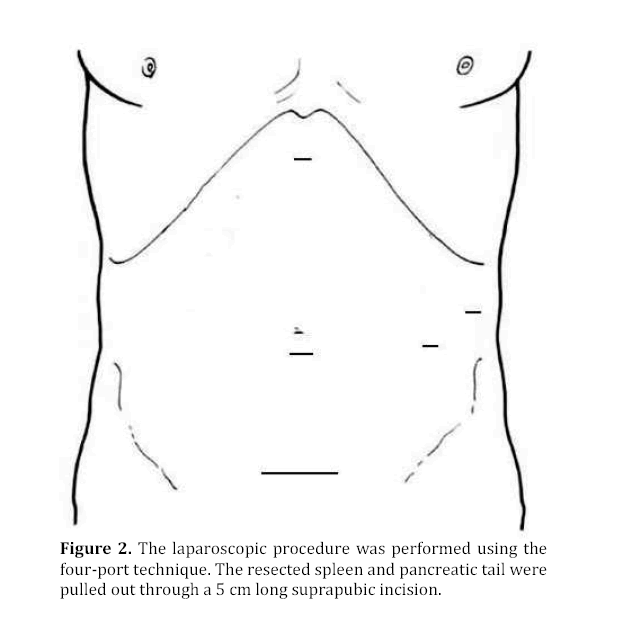 Figure 2. The laparoscopic procedure was performed using the
four-port technique. The resected spleen and pancreatic tail were
pulled out through a 5 cm long suprapubic incision.